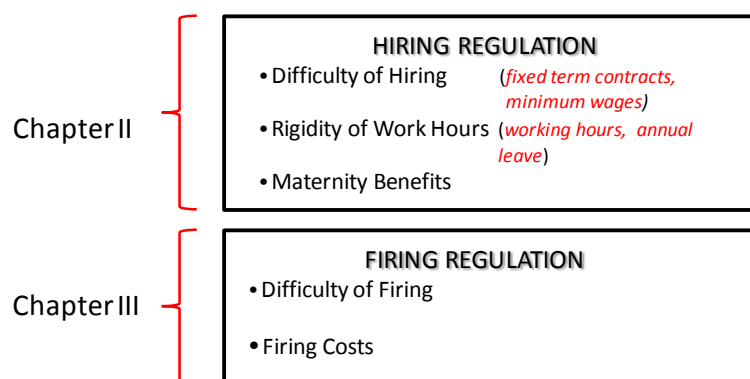 HIRING REGULATION
• Difficulty of Hiring (fixed term contracts,
minimum wages)
Chapter II
• Rigidity of Work Hours (working hours, annual
leave)
• Maternity Benefits
FIRING REGULATION
• Difficulty of Firing
Chapter III
• Firing Costs